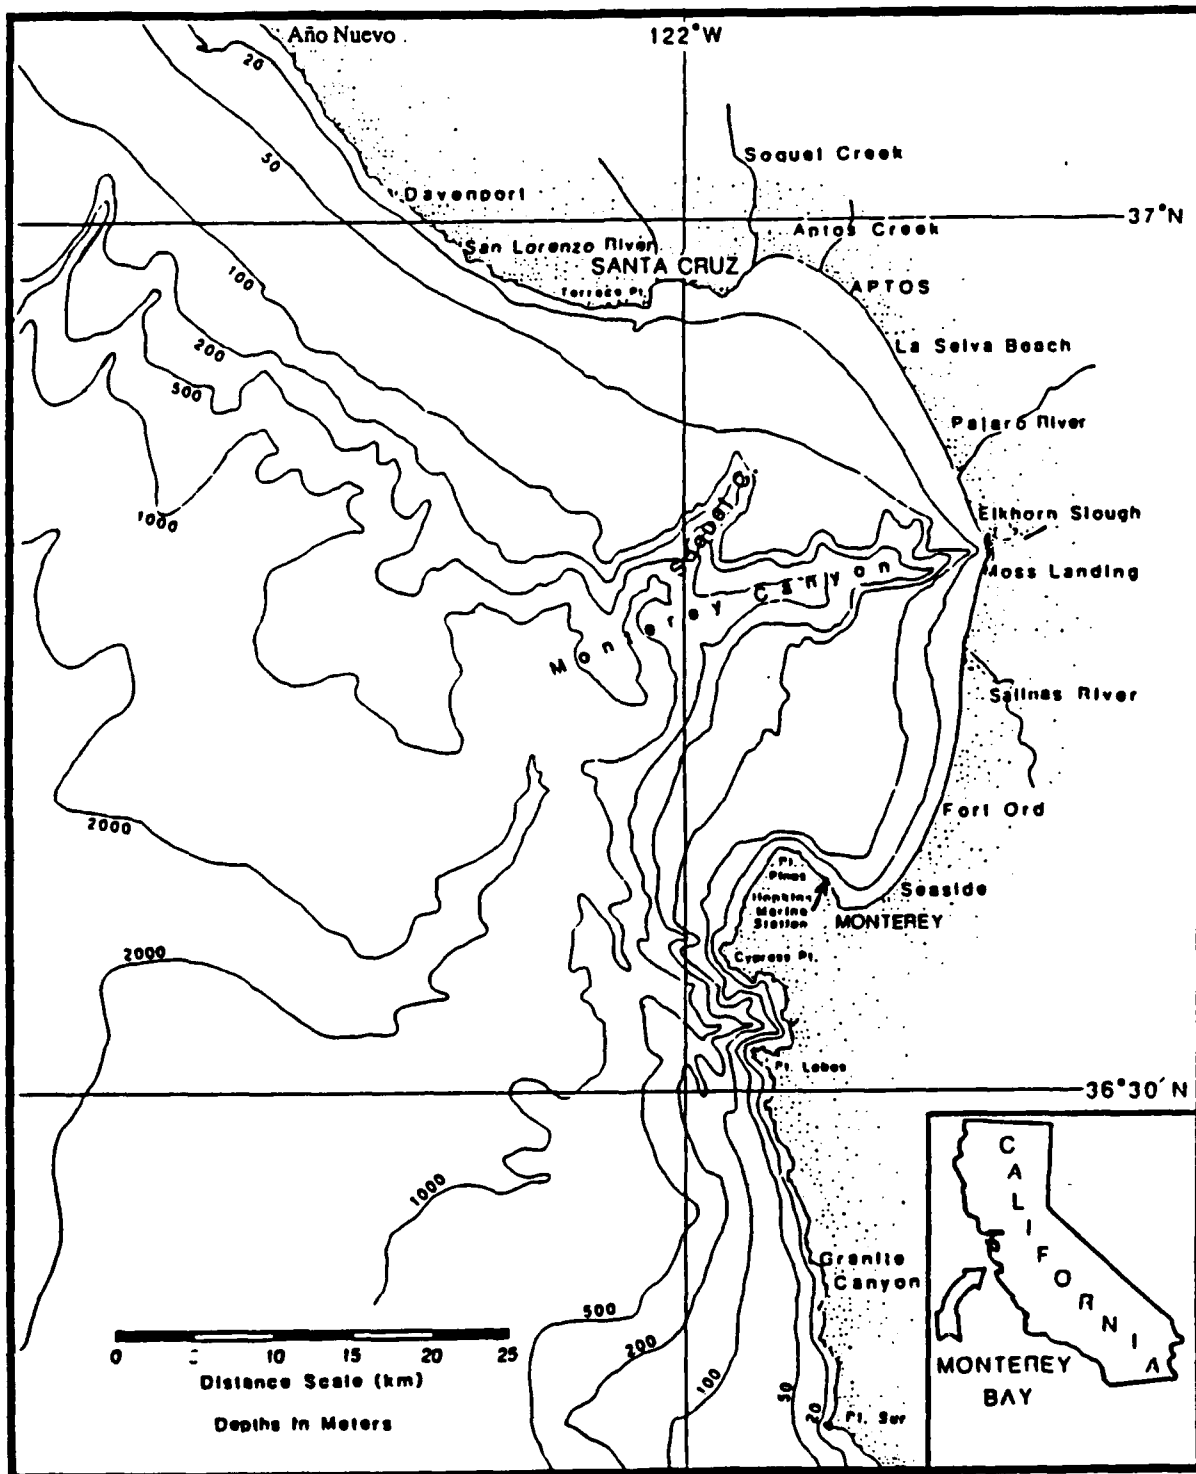 Año Nuevo
122°W
20
Soquel Creek
50
Davenport
37°N
San Lorenzo River
Aptos Creek
SANTA CRUZ
100
Terrace Pt.
APTOS
200
La Selva Beach
500
Pajaro River
1000
Elkhorn Slough
Soquel C.
Moss Landing
Monterey Canyon
Salinas River
2000
Fort Ord
Pt. Pinos
Seaside
Hopkins
Marine
Station
MONTEREY
2000
Cypress Pt.
Pt. Lobos
36°30'N
1000
Granite
Canyon
500
200
100
50
20
Pt. Sur
0 5 10 15 20 25
Distance Scale (km)
Depths in Meters
CALIFORNIA
MONTEREY
BAY